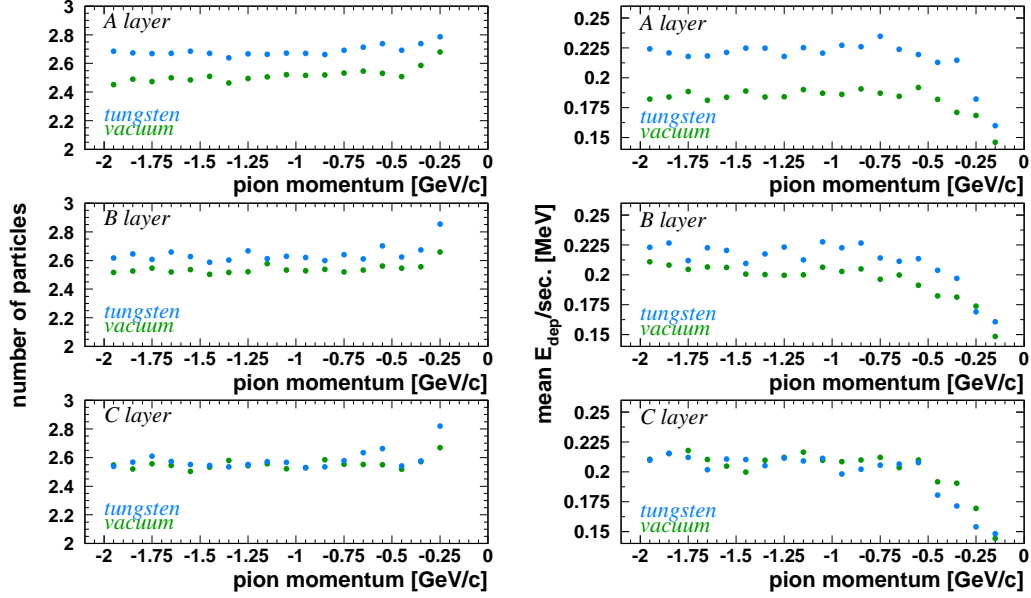 number of particles
3
2.8
2.6
2.4
2.2
2
A layer
tungsten
vacuum
-2 -1.75 -1.5 -1.25 -1 -0.75 -0.5 -0.25 0
pion momentum [GeV/c]
3
2.8
2.6
2.4
2.2
2
B layer
tungsten
vacuum
-2 -1.75 -1.5 -1.25 -1 -0.75 -0.5 -0.25 0
pion momentum [GeV/c]
3
2.8
2.6
2.4
2.2
2
C layer
tungsten
vacuum
-2 -1.75 -1.5 -1.25 -1 -0.75 -0.5 -0.25 0
pion momentum [GeV/c]
mean E_dep/sec. [MeV]
0.25
0.225
0.2
0.175
0.15
A layer
tungsten
vacuum
-2 -1.75 -1.5 -1.25 -1 -0.75 -0.5 -0.25 0
pion momentum [GeV/c]
0.25
0.225
0.2
0.175
0.15
B layer
tungsten
vacuum
-2 -1.75 -1.5 -1.25 -1 -0.75 -0.5 -0.25 0
pion momentum [GeV/c]
0.25
0.225
0.2
0.175
0.15
C layer
tungsten
vacuum
-2 -1.75 -1.5 -1.25 -1 -0.75 -0.5 -0.25 0
pion momentum [GeV/c]